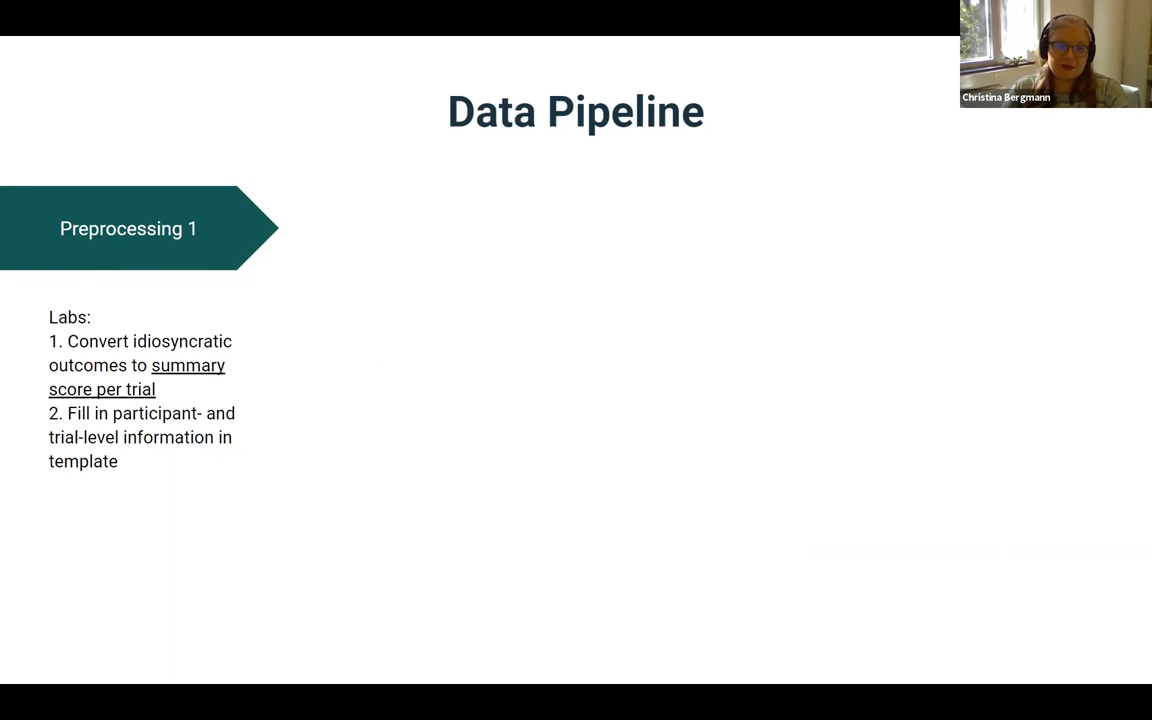 Christina Bergmann
Data Pipeline
Preprocessing 1
Labs:
1. Convert idiosyncratic
outcomes to summary
score per trial
2. Fill in participant- and
trial-level information in
template